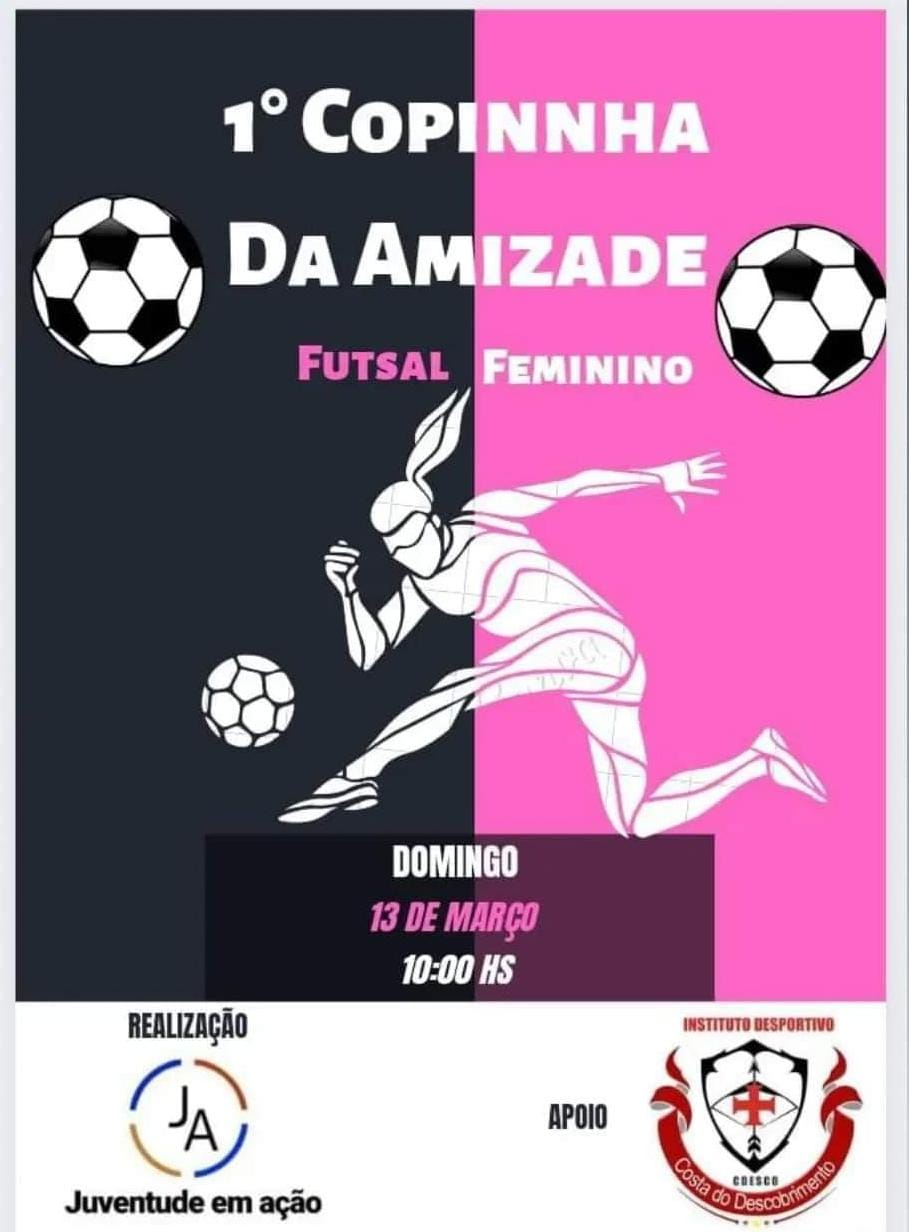 1° COPINNHA
DA AMIZADE
FUTSAL FEMININO
DOMINGO
13 DE MARÇO
10:00 HS
REALIZAÇÃO
JA
Juventude em ação
APOIO
INSTITUTO DESPORTIVO
CDESCO
Costa do Descobrimento